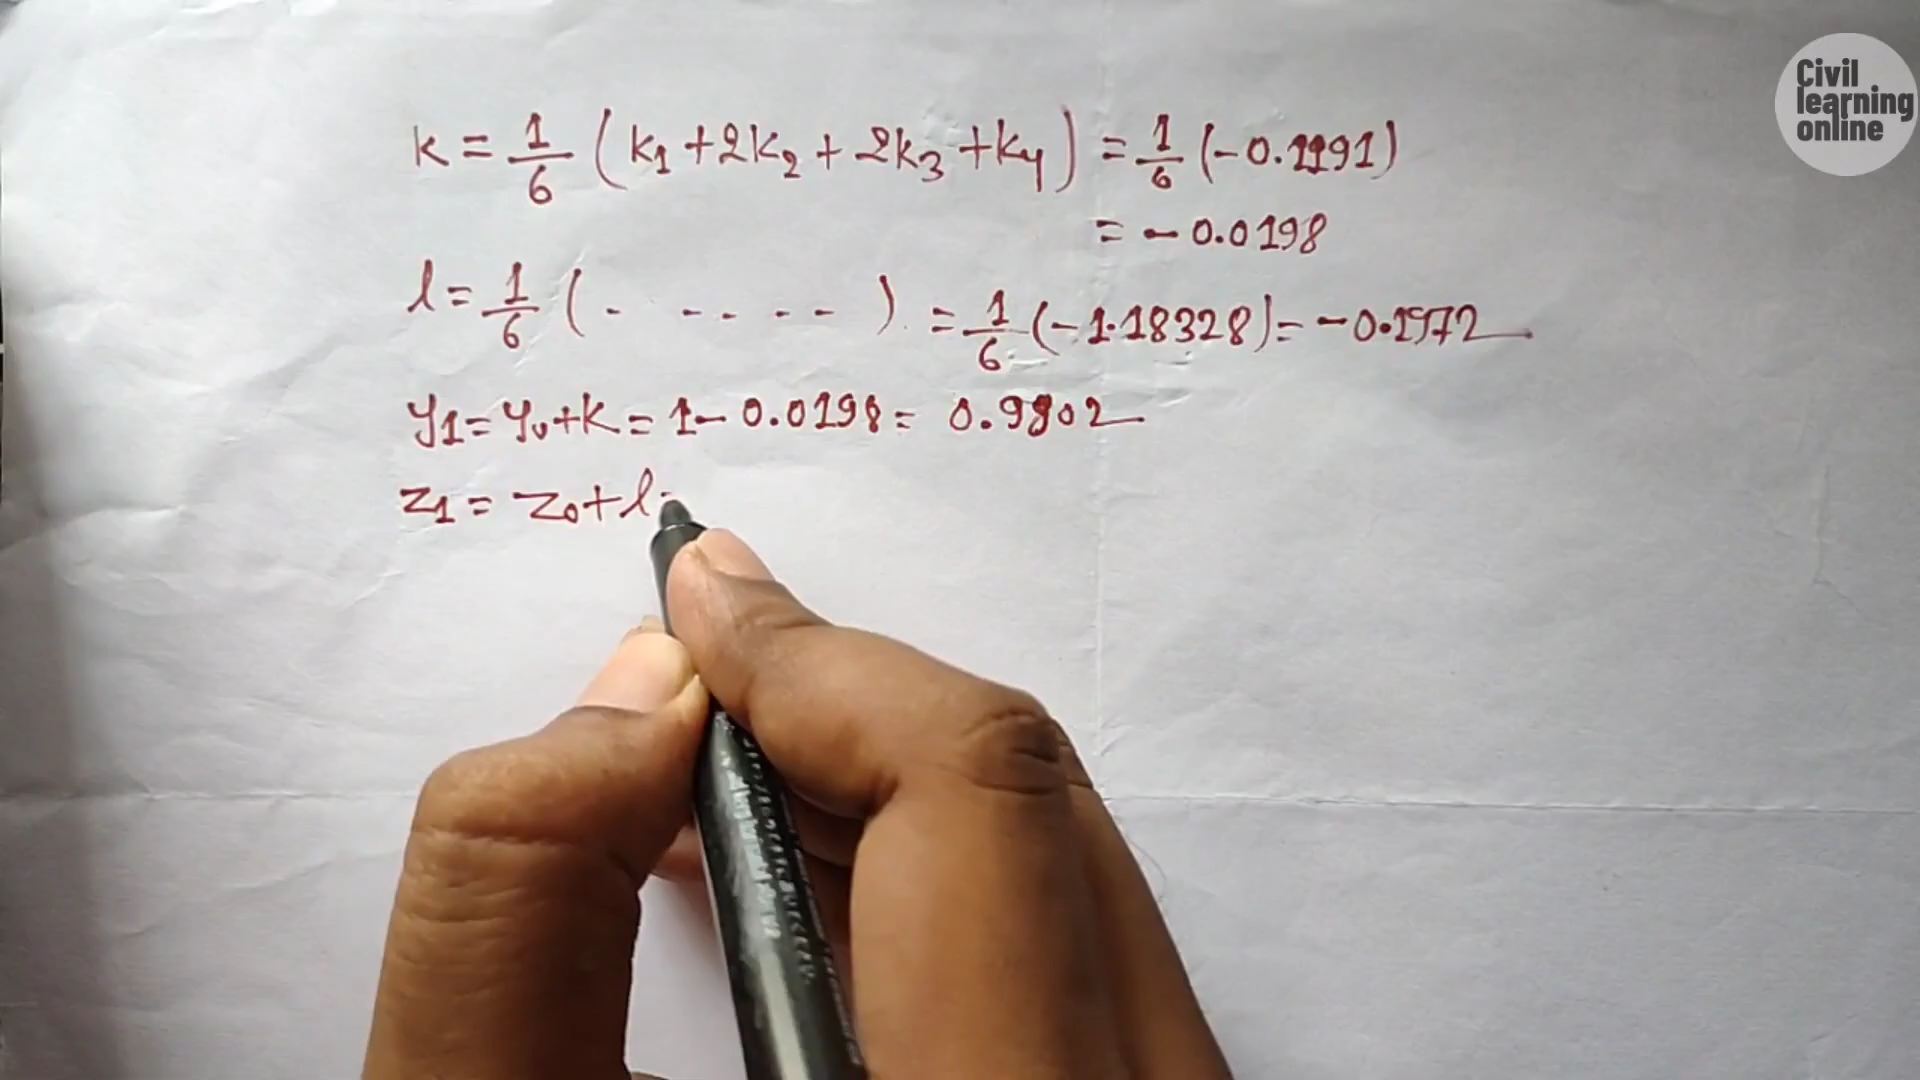 Civil
learning
online
k = 1/6 (k1 + 2k2 + 2k3 + k4) = 1/6 (-0.1191)
= -0.0198
l = 1/6 (- - - - - -) = 1/6 (-1.18328) = -0.1972
y1 = y0 + k = 1 - 0.0198 = 0.9802
z1 = z0 + l =